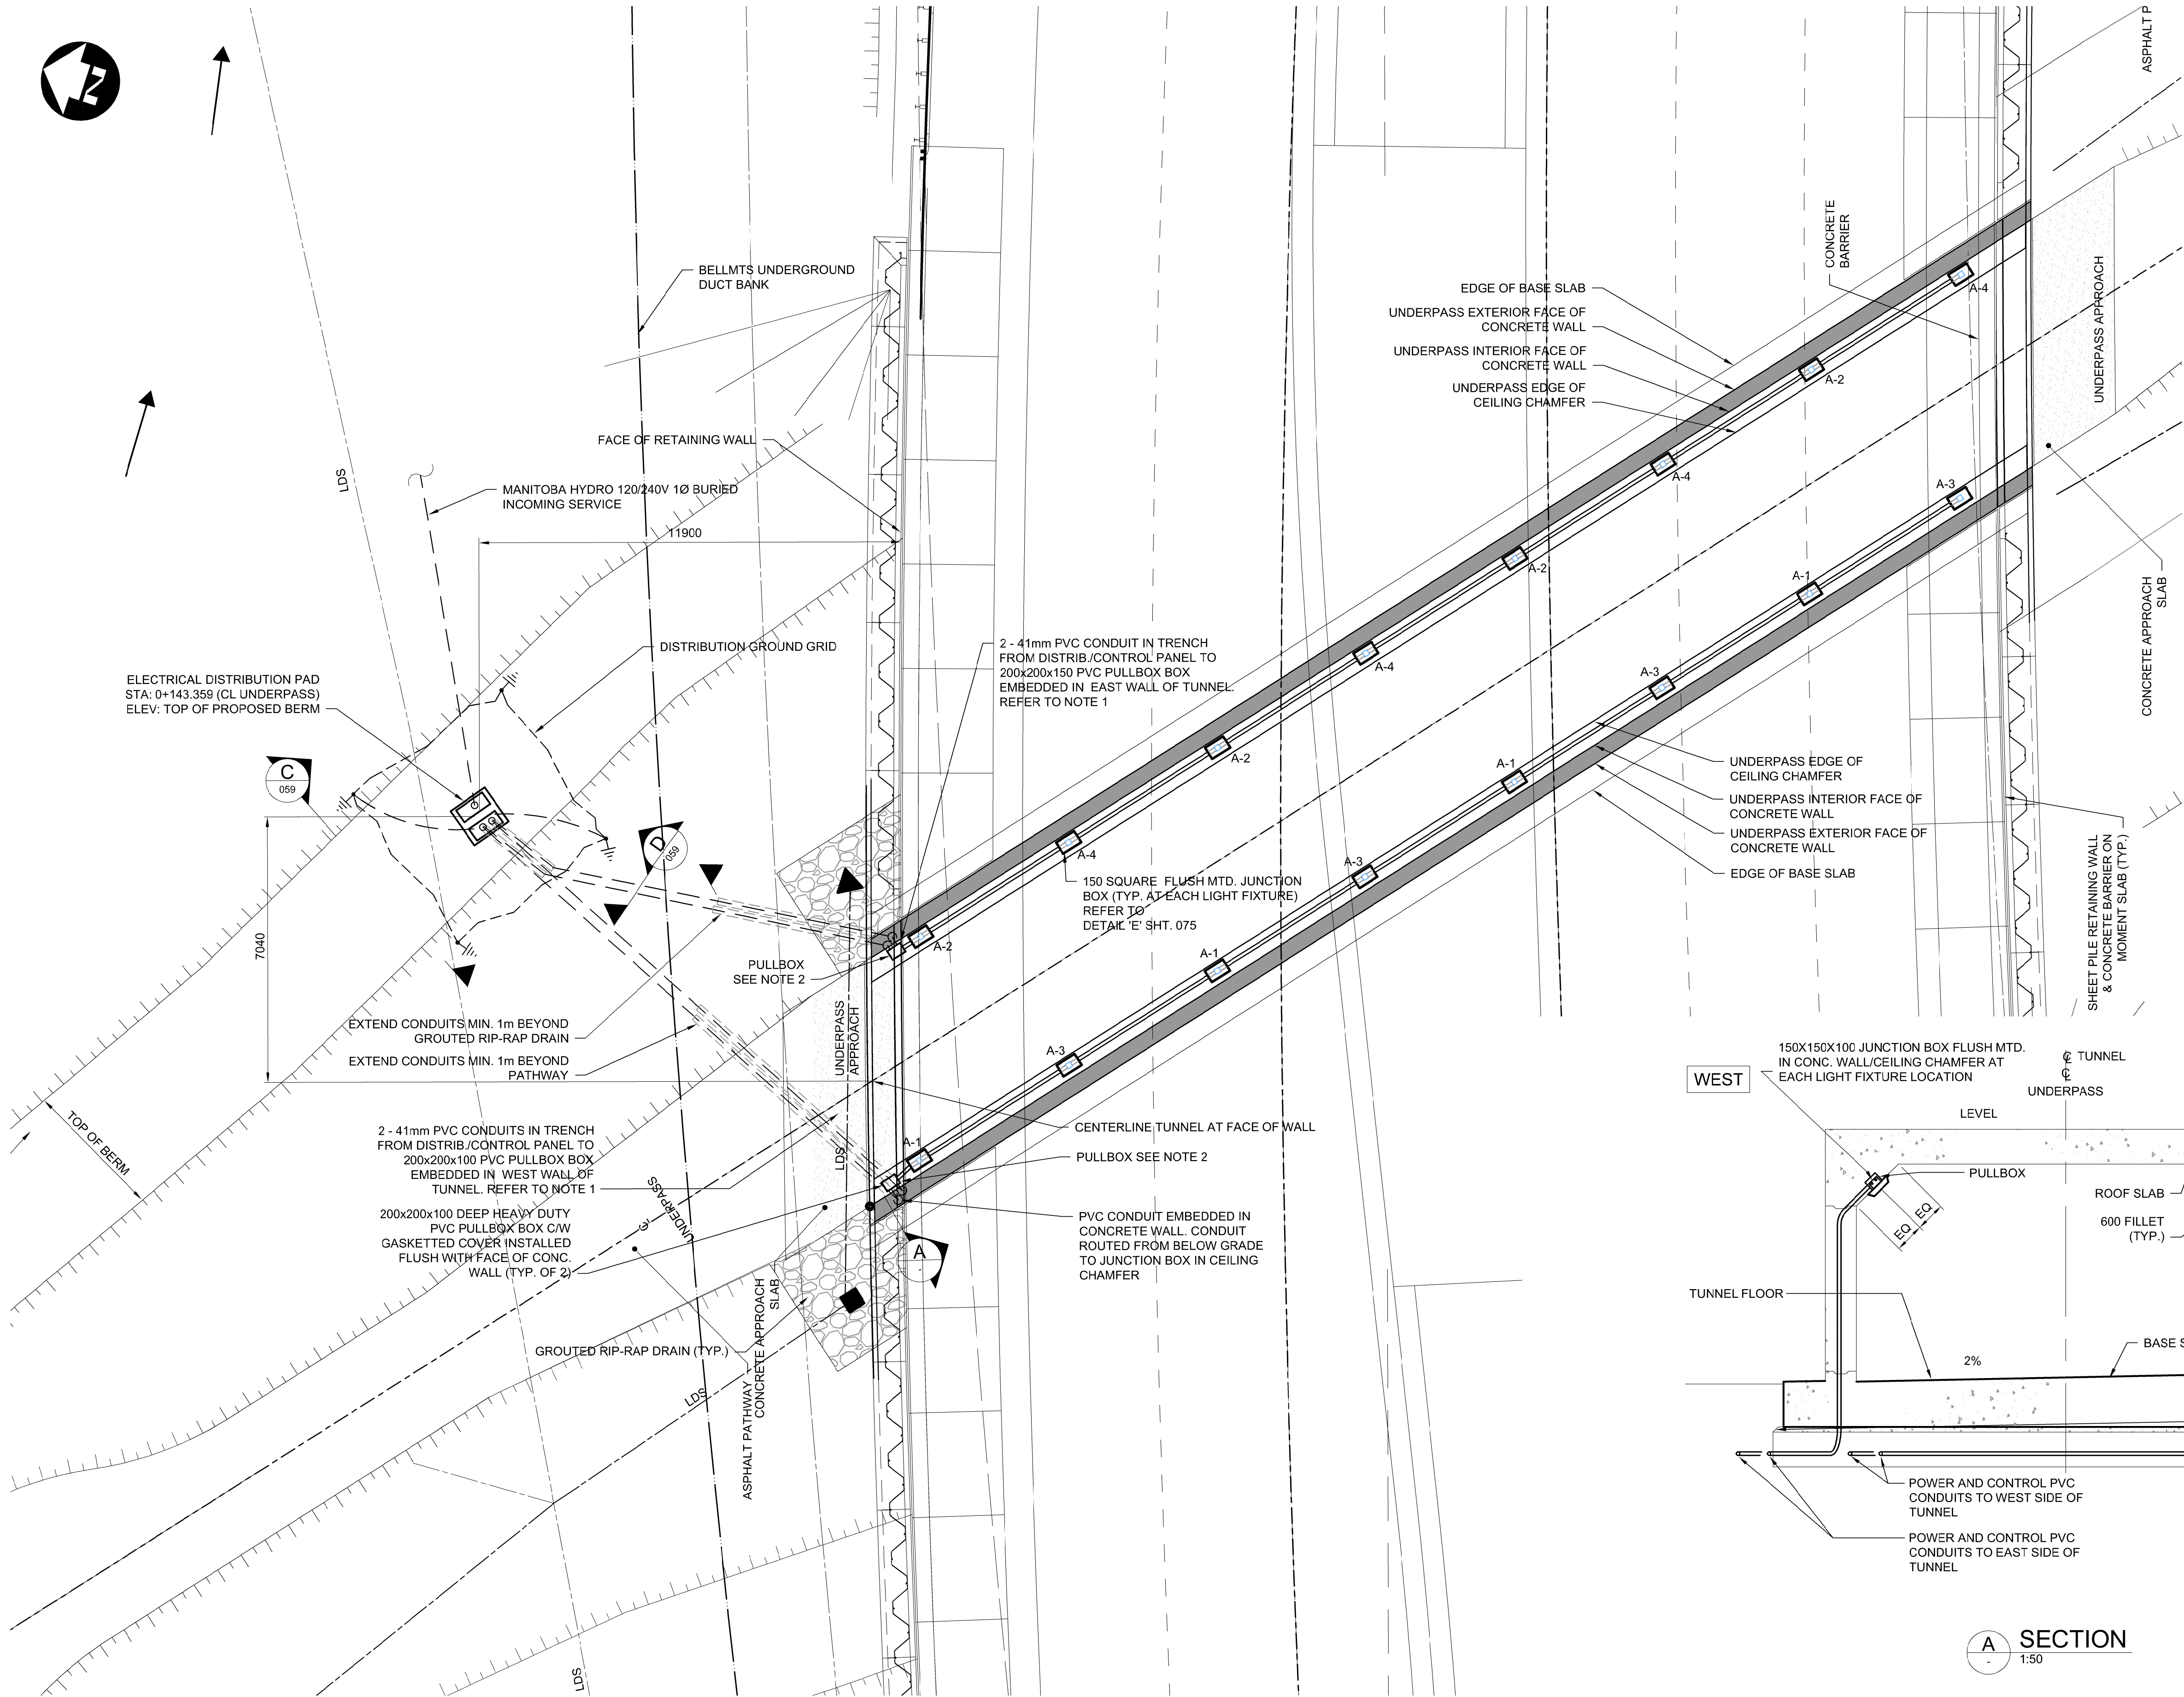 N
ASPHALT P
BELLMTS UNDERGROUND
DUCT BANK
CONCRETE
BARRIER
EDGE OF BASE SLAB
UNDERPASS EXTERIOR FACE OF
CONCRETE WALL
UNDERPASS INTERIOR FACE OF
CONCRETE WALL
UNDERPASS EDGE OF
CEILING CHAMFER
UNDERPASS APPROACH
A-4
A-2
A-4
A-2
A-4
A-2
A-4
A-2
FACE OF RETAINING WALL
LDS
MANITOBA HYDRO 120/240V 1Ø BURIED
INCOMING SERVICE
11900
A-3
A-1
A-3
A-1
A-3
A-1
A-3
A-1
CONCRETE APPROACH
SLAB
DISTRIBUTION GROUND GRID
2 - 41mm PVC CONDUIT IN TRENCH
FROM DISTRIB./CONTROL PANEL TO
200x200x150 PVC PULLBOX BOX
EMBEDDED IN EAST WALL OF TUNNEL.
REFER TO NOTE 1
ELECTRICAL DISTRIBUTION PAD
STA: 0+143.359 (CL UNDERPASS)
ELEV: TOP OF PROPOSED BERM
C
059
D
059
7040
UNDERPASS EDGE OF
CEILING CHAMFER
UNDERPASS INTERIOR FACE OF
CONCRETE WALL
UNDERPASS EXTERIOR FACE OF
CONCRETE WALL
EDGE OF BASE SLAB
SHEET PILE RETAINING WALL
& CONCRETE BARRIER ON
MOMENT SLAB (TYP.)
150 SQUARE FLUSH MTD. JUNCTION
BOX (TYP. AT EACH LIGHT FIXTURE)
REFER TO
DETAIL 'E' SHT. 075
PULLBOX
SEE NOTE 2
EXTEND CONDUITS MIN. 1m BEYOND
GROUTED RIP-RAP DRAIN
EXTEND CONDUITS MIN. 1m BEYOND
PATHWAY
UNDERPASS
APPROACH
TOP OF BERM
2 - 41mm PVC CONDUITS IN TRENCH
FROM DISTRIB./CONTROL PANEL TO
200x200x100 PVC PULLBOX BOX
EMBEDDED IN WEST WALL OF
TUNNEL. REFER TO NOTE 1
LDS
CENTERLINE TUNNEL AT FACE OF WALL
PULLBOX SEE NOTE 2
200x200x100 DEEP HEAVY DUTY
PVC PULLBOX BOX C/W
GASKETTED COVER INSTALLED
FLUSH WITH FACE OF CONC.
WALL (TYP. OF 2)
℄ UNDERPASS
PVC CONDUIT EMBEDDED IN
CONCRETE WALL. CONDUIT
ROUTED FROM BELOW GRADE
TO JUNCTION BOX IN CEILING
CHAMFER
A
-
GROUTED RIP-RAP DRAIN (TYP.)
ASPHALT PATHWAY
CONCRETE APPROACH
SLAB
LDS
LDS
WEST
150X150X100 JUNCTION BOX FLUSH MTD.
IN CONC. WALL/CEILING CHAMFER AT
EACH LIGHT FIXTURE LOCATION
℄ TUNNEL
℄
UNDERPASS
LEVEL
PULLBOX
ROOF SLAB
EQ
EQ
600 FILLET
(TYP.)
TUNNEL FLOOR
BASE S
2%
POWER AND CONTROL PVC
CONDUITS TO WEST SIDE OF
TUNNEL
POWER AND CONTROL PVC
CONDUITS TO EAST SIDE OF
TUNNEL
A
-
SECTION
1:50